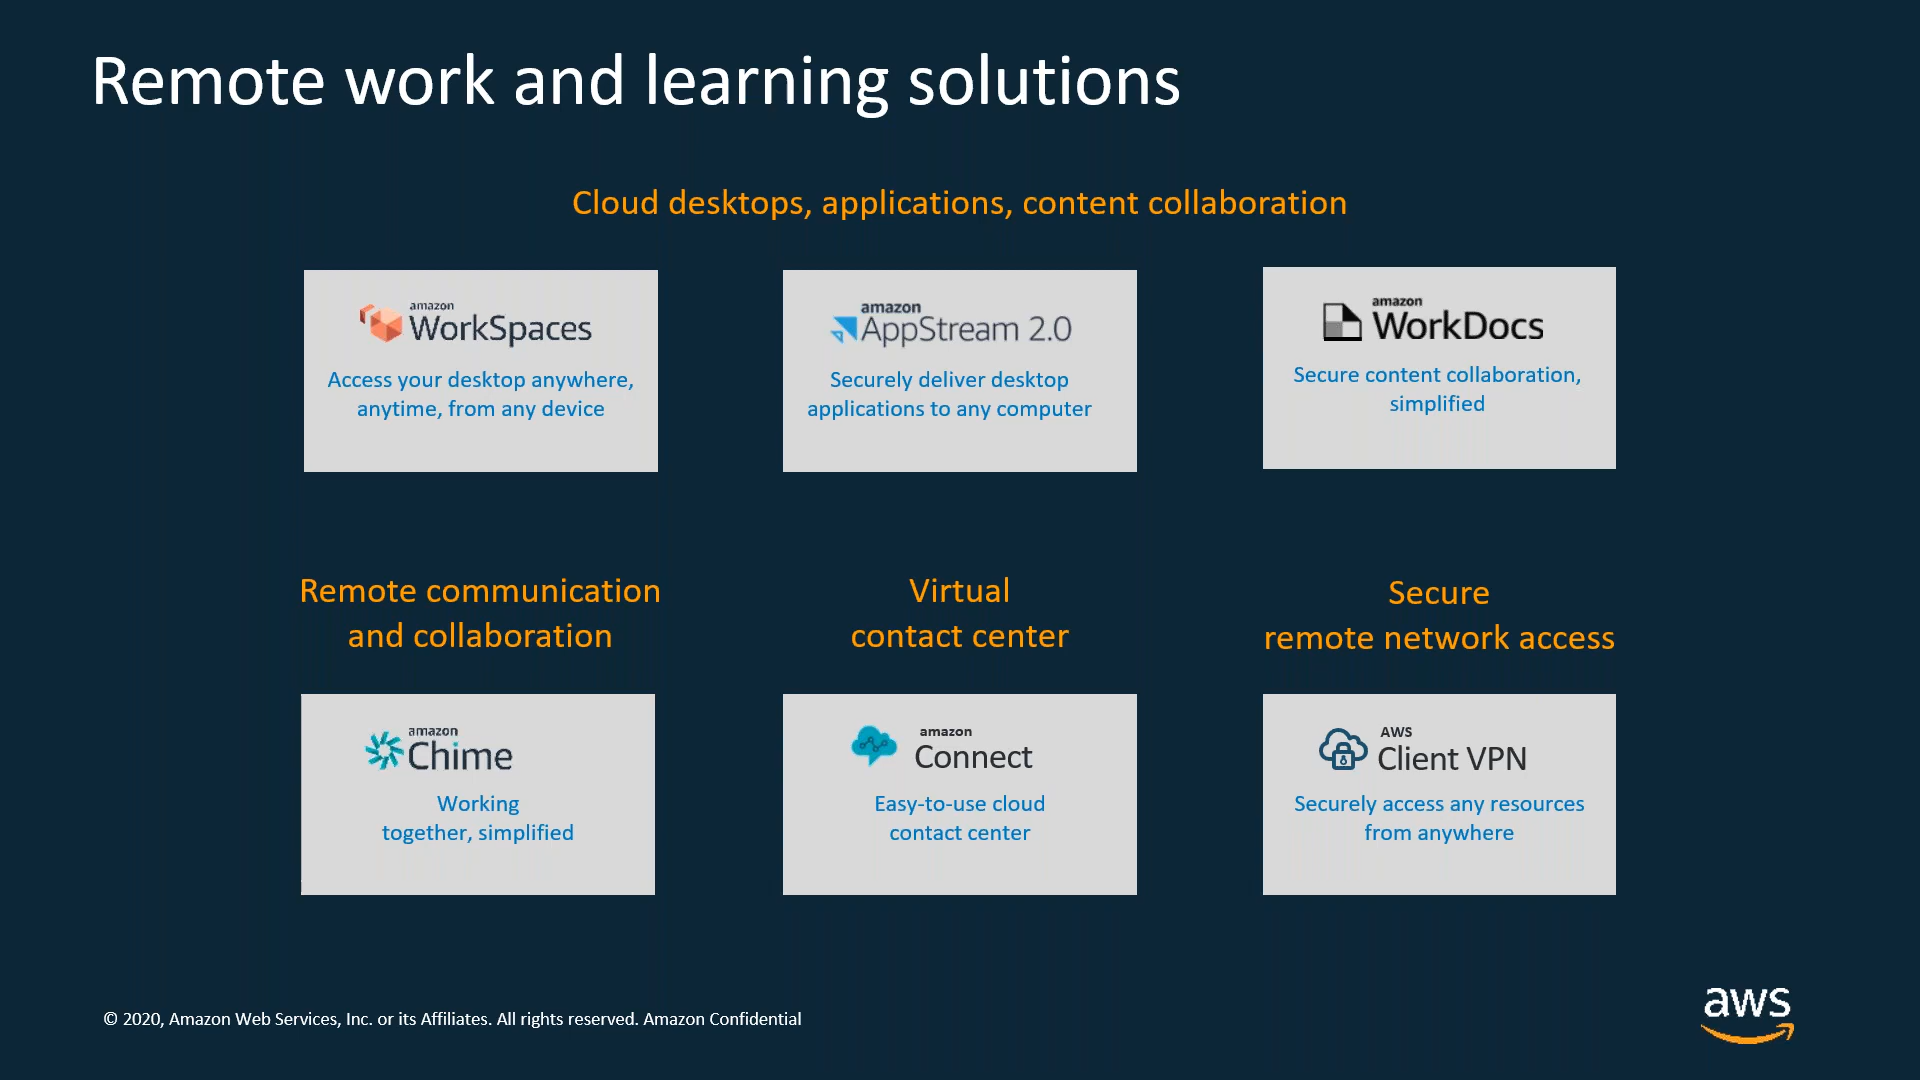 Remote work and learning solutions
Cloud desktops, applications, content collaboration
amazon
WorkSpaces
Access your desktop anywhere,
anytime, from any device
amazon
AppStream 2.0
Securely deliver desktop
applications to any computer
amazon
WorkDocs
Secure content collaboration,
simplified
Remote communication
and collaboration
Virtual
contact center
Secure
remote network access
amazon
Chime
Working
together, simplified
amazon
Connect
Easy-to-use cloud
contact center
AWS
Client VPN
Securely access any resources
from anywhere
© 2020, Amazon Web Services, Inc. or its Affiliates. All rights reserved. Amazon Confidential
aws